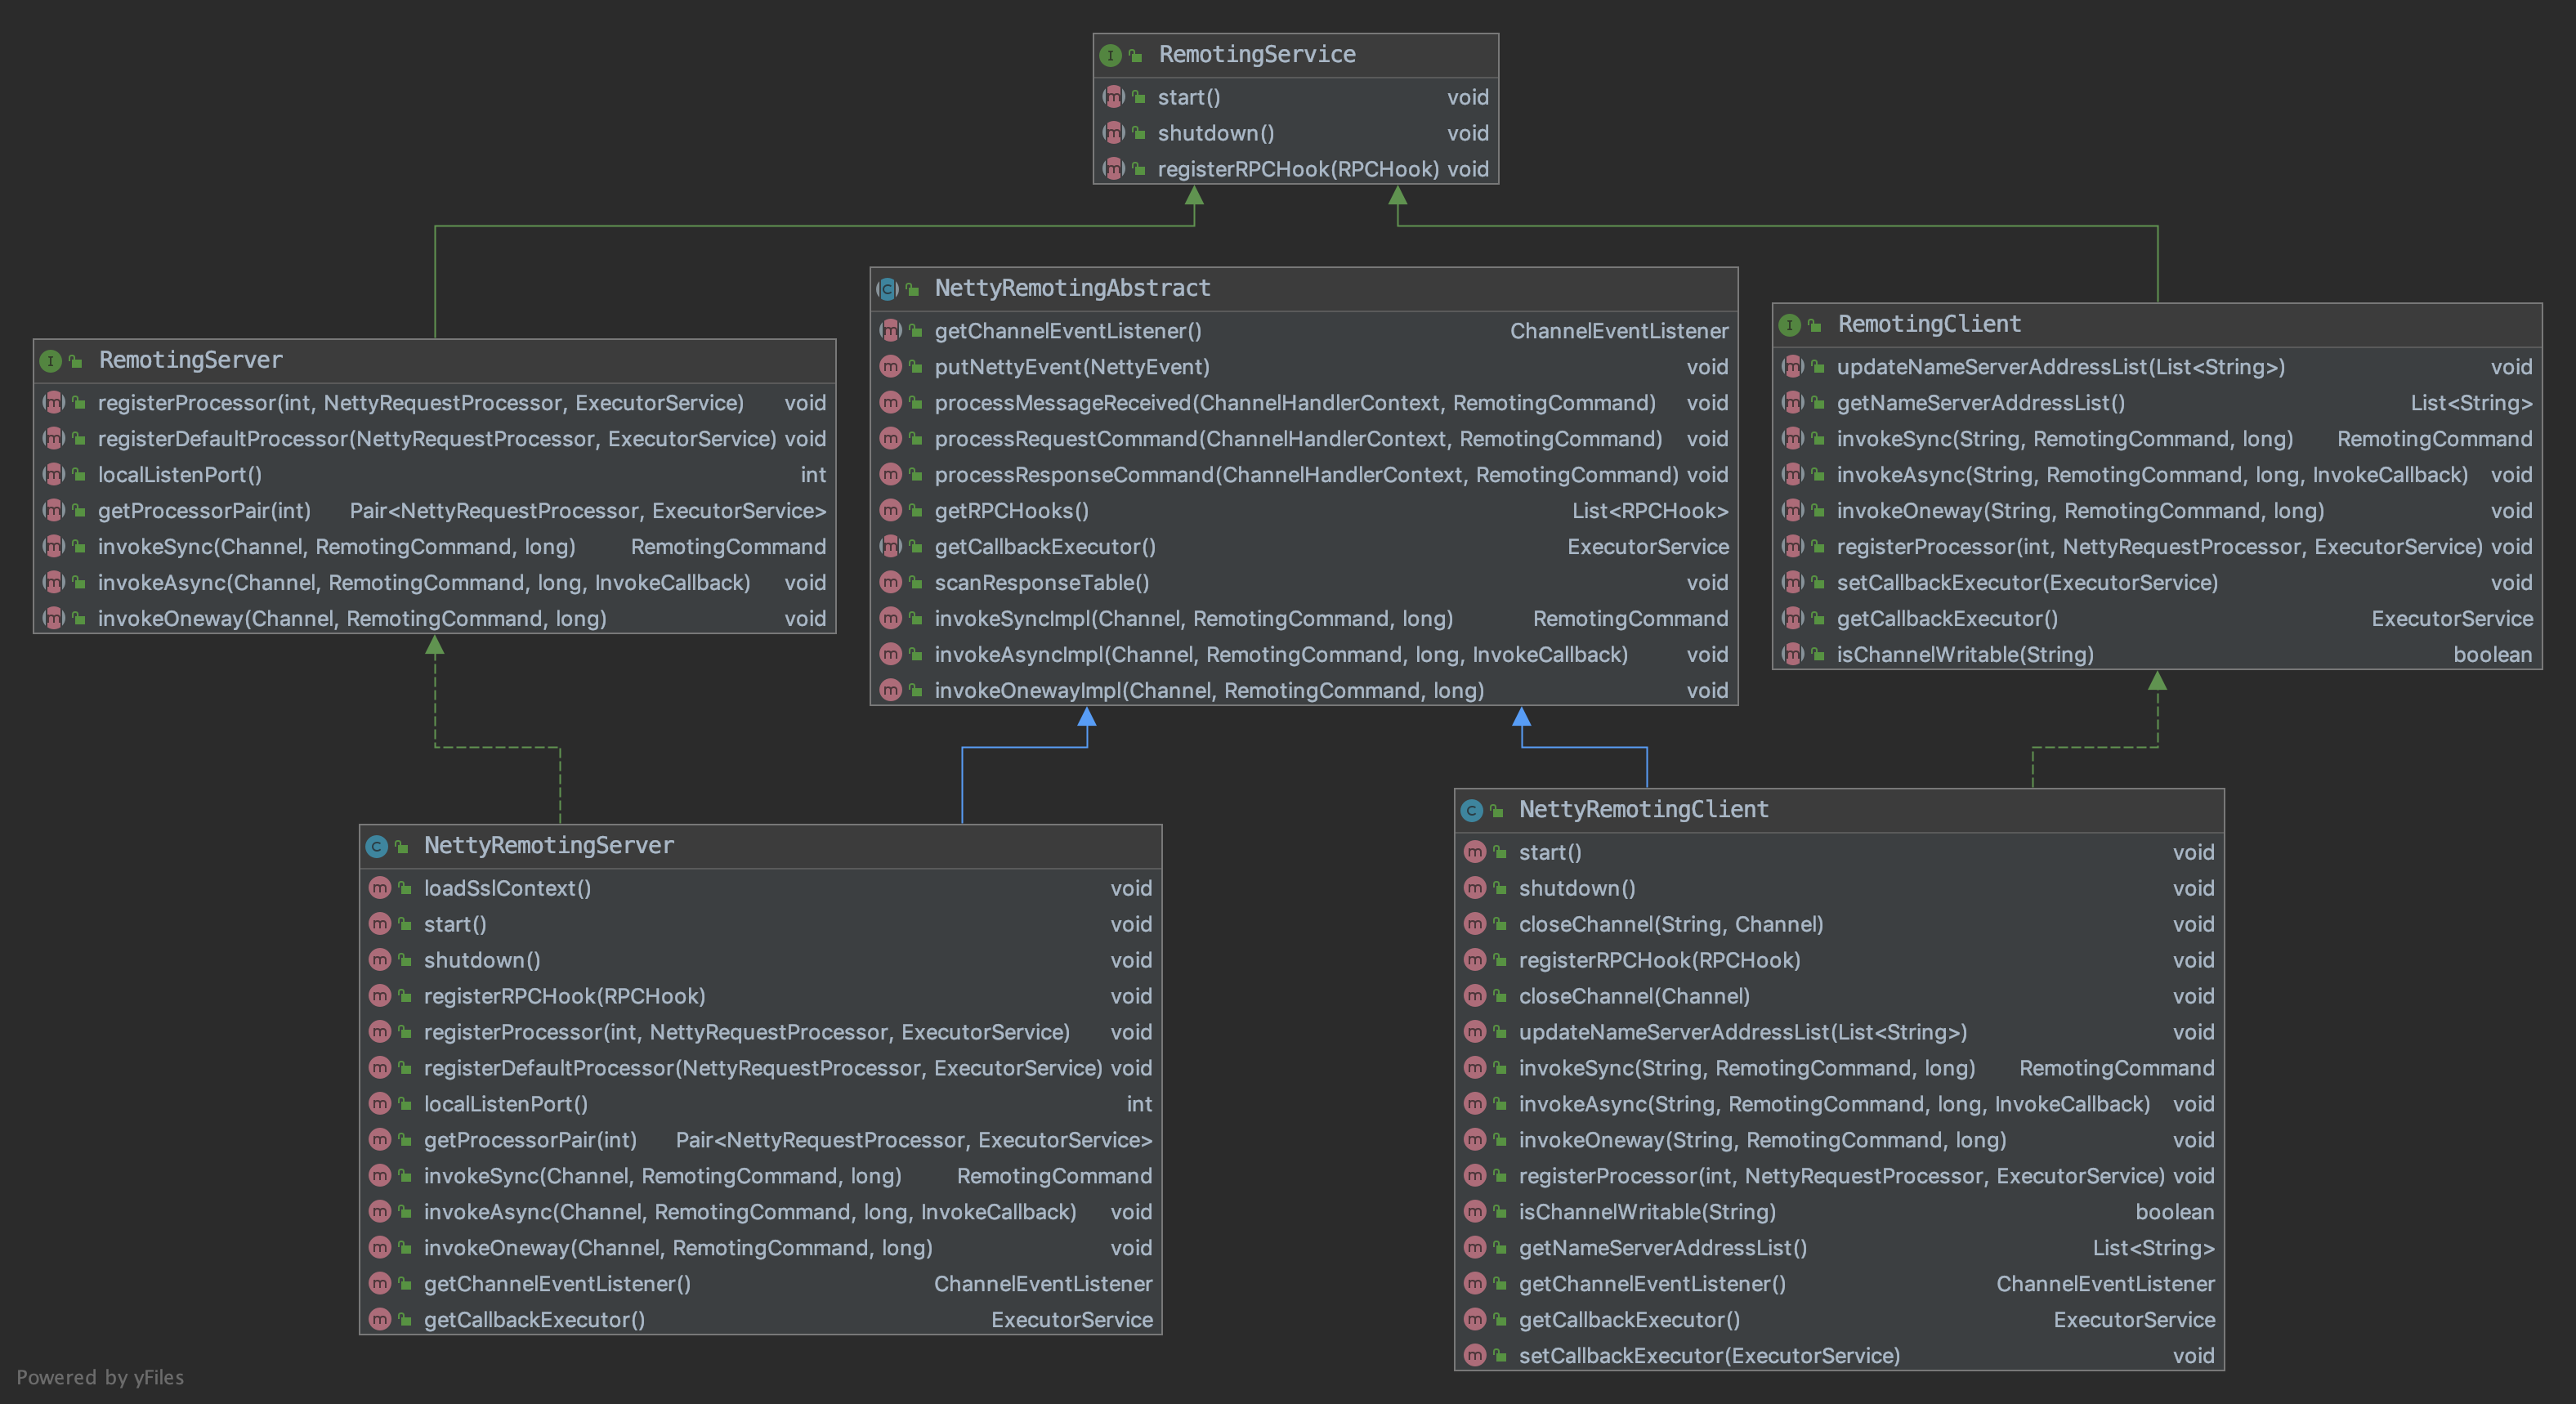 RemotingService
start() void
shutdown() void
registerRPCHook(RPCHook) void
RemotingServer
registerProcessor(int, NettyRequestProcessor, ExecutorService) void
registerDefaultProcessor(NettyRequestProcessor, ExecutorService) void
localListenPort() int
getProcessorPair(int) Pair<NettyRequestProcessor, ExecutorService>
invokeSync(Channel, RemotingCommand, long) RemotingCommand
invokeAsync(Channel, RemotingCommand, long, InvokeCallback) void
invokeOneway(Channel, RemotingCommand, long) void
NettyRemotingAbstract
getChannelEventListener() ChannelEventListener
putNettyEvent(NettyEvent) void
processMessageReceived(ChannelHandlerContext, RemotingCommand) void
processRequestCommand(ChannelHandlerContext, RemotingCommand) void
processResponseCommand(ChannelHandlerContext, RemotingCommand) void
getRPCHooks() List<RPCHook>
getCallbackExecutor() ExecutorService
scanResponseTable() void
invokeSyncImpl(Channel, RemotingCommand, long) RemotingCommand
invokeAsyncImpl(Channel, RemotingCommand, long, InvokeCallback) void
invokeOnewayImpl(Channel, RemotingCommand, long) void
RemotingClient
updateNameServerAddressList(List<String>) void
getNameServerAddressList() List<String>
invokeSync(String, RemotingCommand, long) RemotingCommand
invokeAsync(String, RemotingCommand, long, InvokeCallback) void
invokeOneway(String, RemotingCommand, long) void
registerProcessor(int, NettyRequestProcessor, ExecutorService) void
setCallbackExecutor(ExecutorService) void
getCallbackExecutor() ExecutorService
isChannelWritable(String) boolean
NettyRemotingServer
loadSslContext() void
start() void
shutdown() void
registerRPCHook(RPCHook) void
registerProcessor(int, NettyRequestProcessor, ExecutorService) void
registerDefaultProcessor(NettyRequestProcessor, ExecutorService) void
localListenPort() int
getProcessorPair(int) Pair<NettyRequestProcessor, ExecutorService>
invokeSync(Channel, RemotingCommand, long) RemotingCommand
invokeAsync(Channel, RemotingCommand, long, InvokeCallback) void
invokeOneway(Channel, RemotingCommand, long) void
getChannelEventListener() ChannelEventListener
getCallbackExecutor() ExecutorService
NettyRemotingClient
start() void
shutdown() void
closeChannel(String, Channel) void
registerRPCHook(RPCHook) void
closeChannel(Channel) void
updateNameServerAddressList(List<String>) void
invokeSync(String, RemotingCommand, long) RemotingCommand
invokeAsync(String, RemotingCommand, long, InvokeCallback) void
invokeOneway(String, RemotingCommand, long) void
registerProcessor(int, NettyRequestProcessor, ExecutorService) void
isChannelWritable(String) boolean
getNameServerAddressList() List<String>
getChannelEventListener() ChannelEventListener
getCallbackExecutor() ExecutorService
setCallbackExecutor(ExecutorService) void
Powered by yFiles